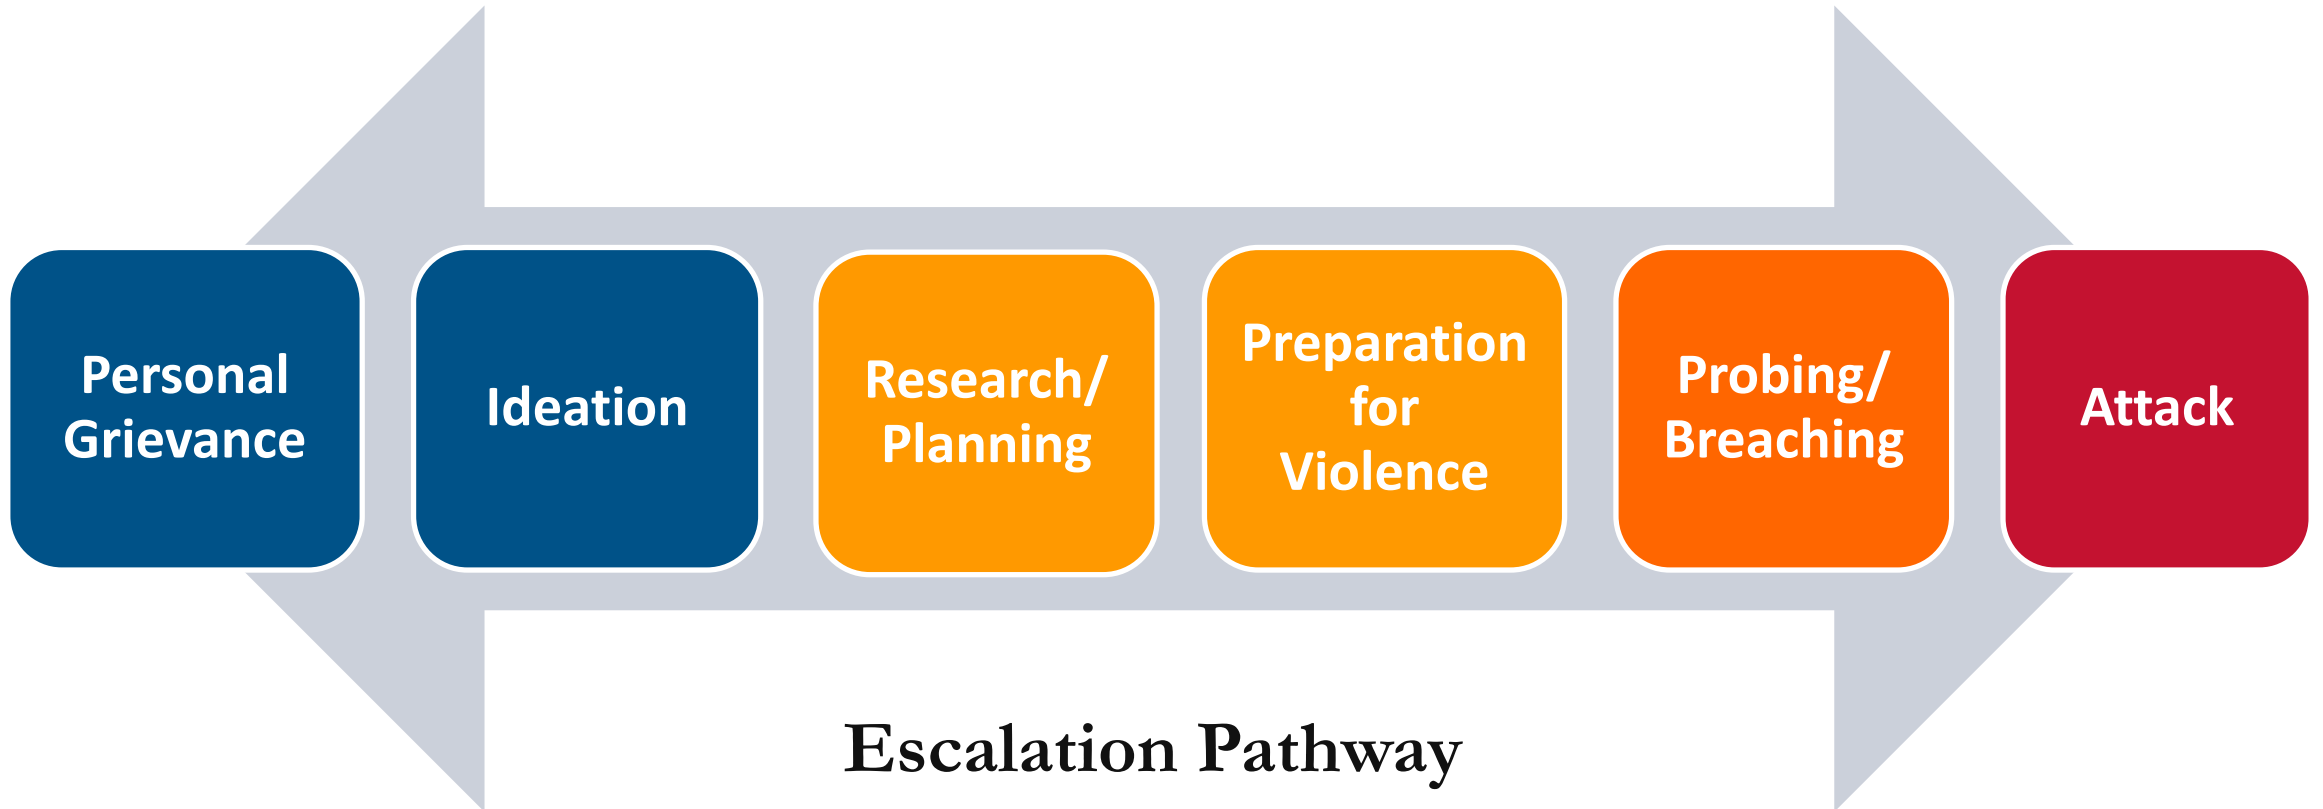 Personal
Grievance
Ideation
Research/
Planning
Preparation
for
Violence
Probing/
Breaching
Attack
Escalation Pathway